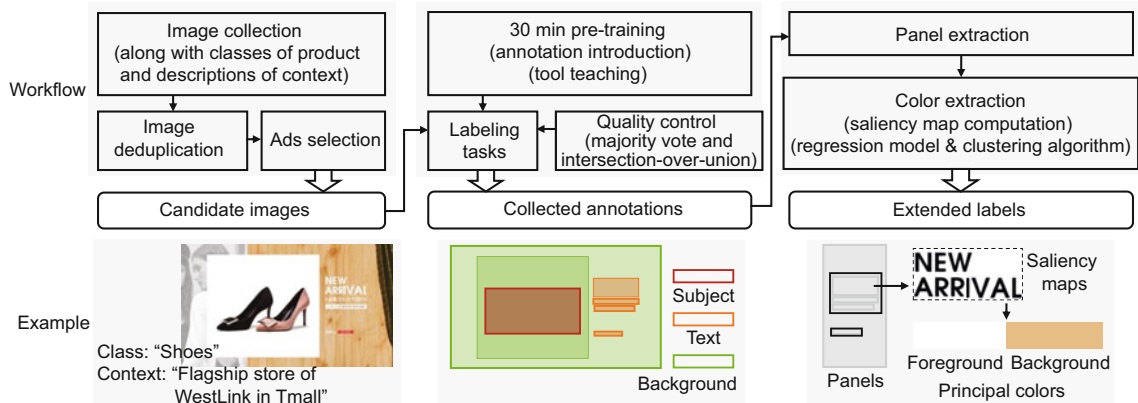 Workflow
Image collection
(along with classes of product
and descriptions of context)
Image
deduplication
Ads selection
Candidate images
30 min pre-training
(annotation introduction)
(tool teaching)
Labeling
tasks
Quality control
(majority vote and
intersection-over-union)
Collected annotations
Panel extraction
Color extraction
(saliency map computation)
(regression model & clustering algorithm)
Extended labels
Example
NEW
ARRIVAL
Class: “Shoes”
Context: “Flagship store of
WestLink in Tmall”
Subject
Text
Background
Panels
NEW
ARRIVAL
Saliency
maps
Foreground
Background
Principal colors